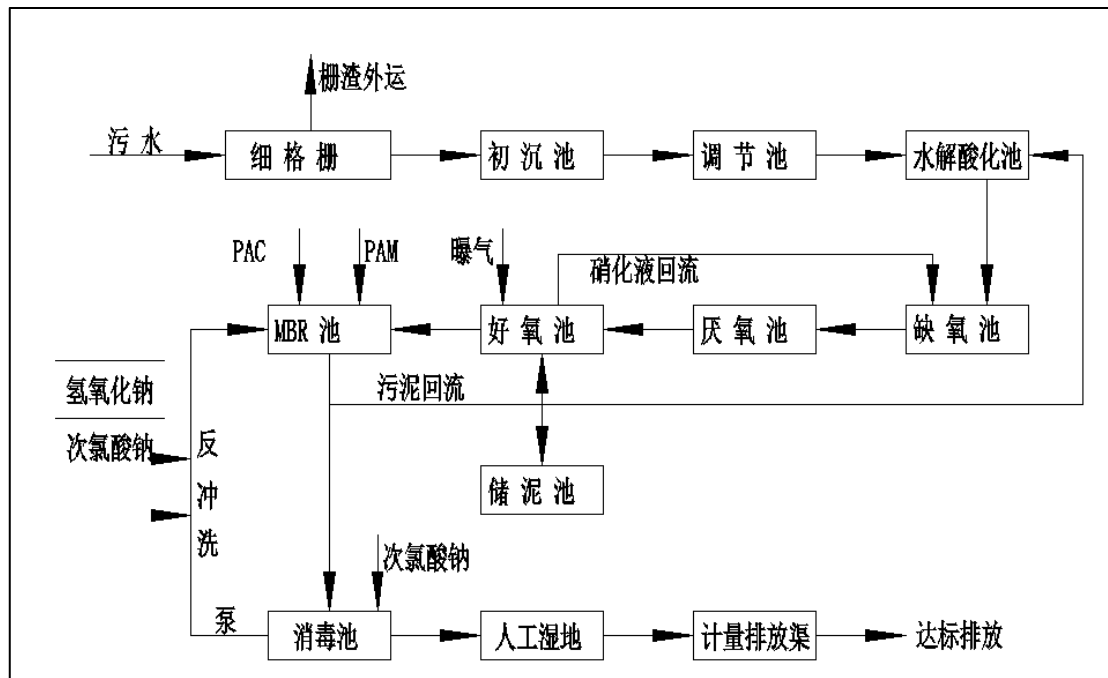 栅渣外运
污水
细格栅
初沉池
调节池
水解酸化池
PAC
PAM
曝气
硝化液回流
MBR池
好氧池
厌氧池
缺氧池
氢氧化钠
污泥回流
次氯酸钠
反冲洗
储泥池
次氯酸钠
泵
消毒池
人工湿地
计量排放渠
达标排放